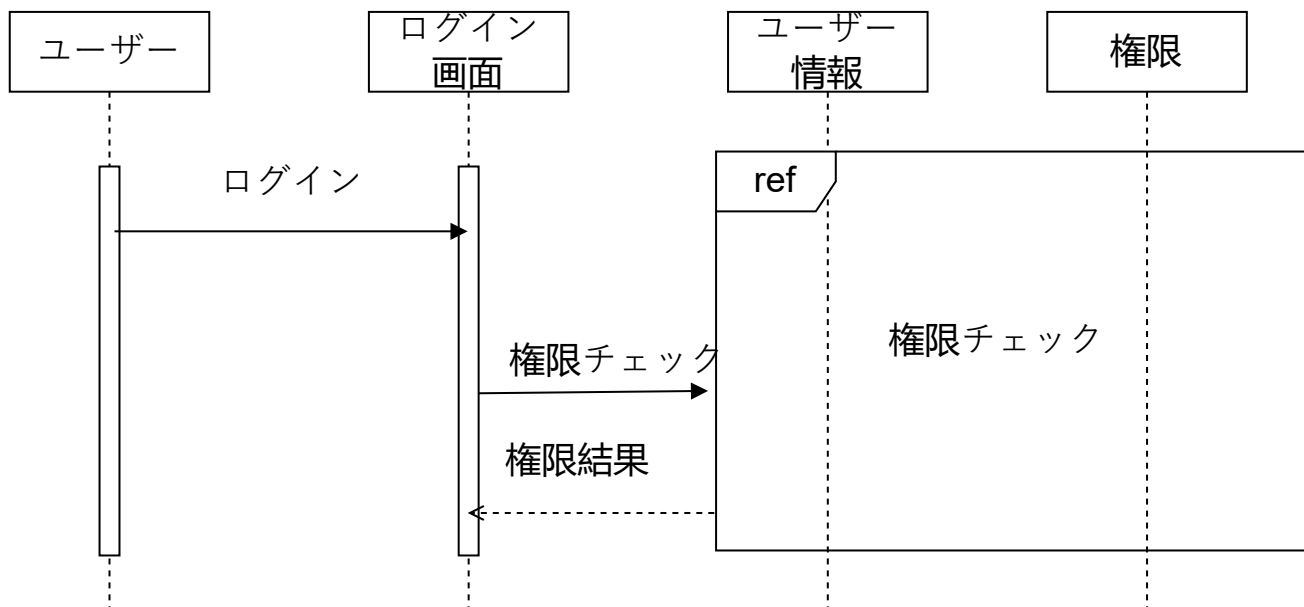 ユーザー
ログイン
画面
ユーザー
情報
権限
ログイン
ref
権限チェック
権限チェック
権限結果